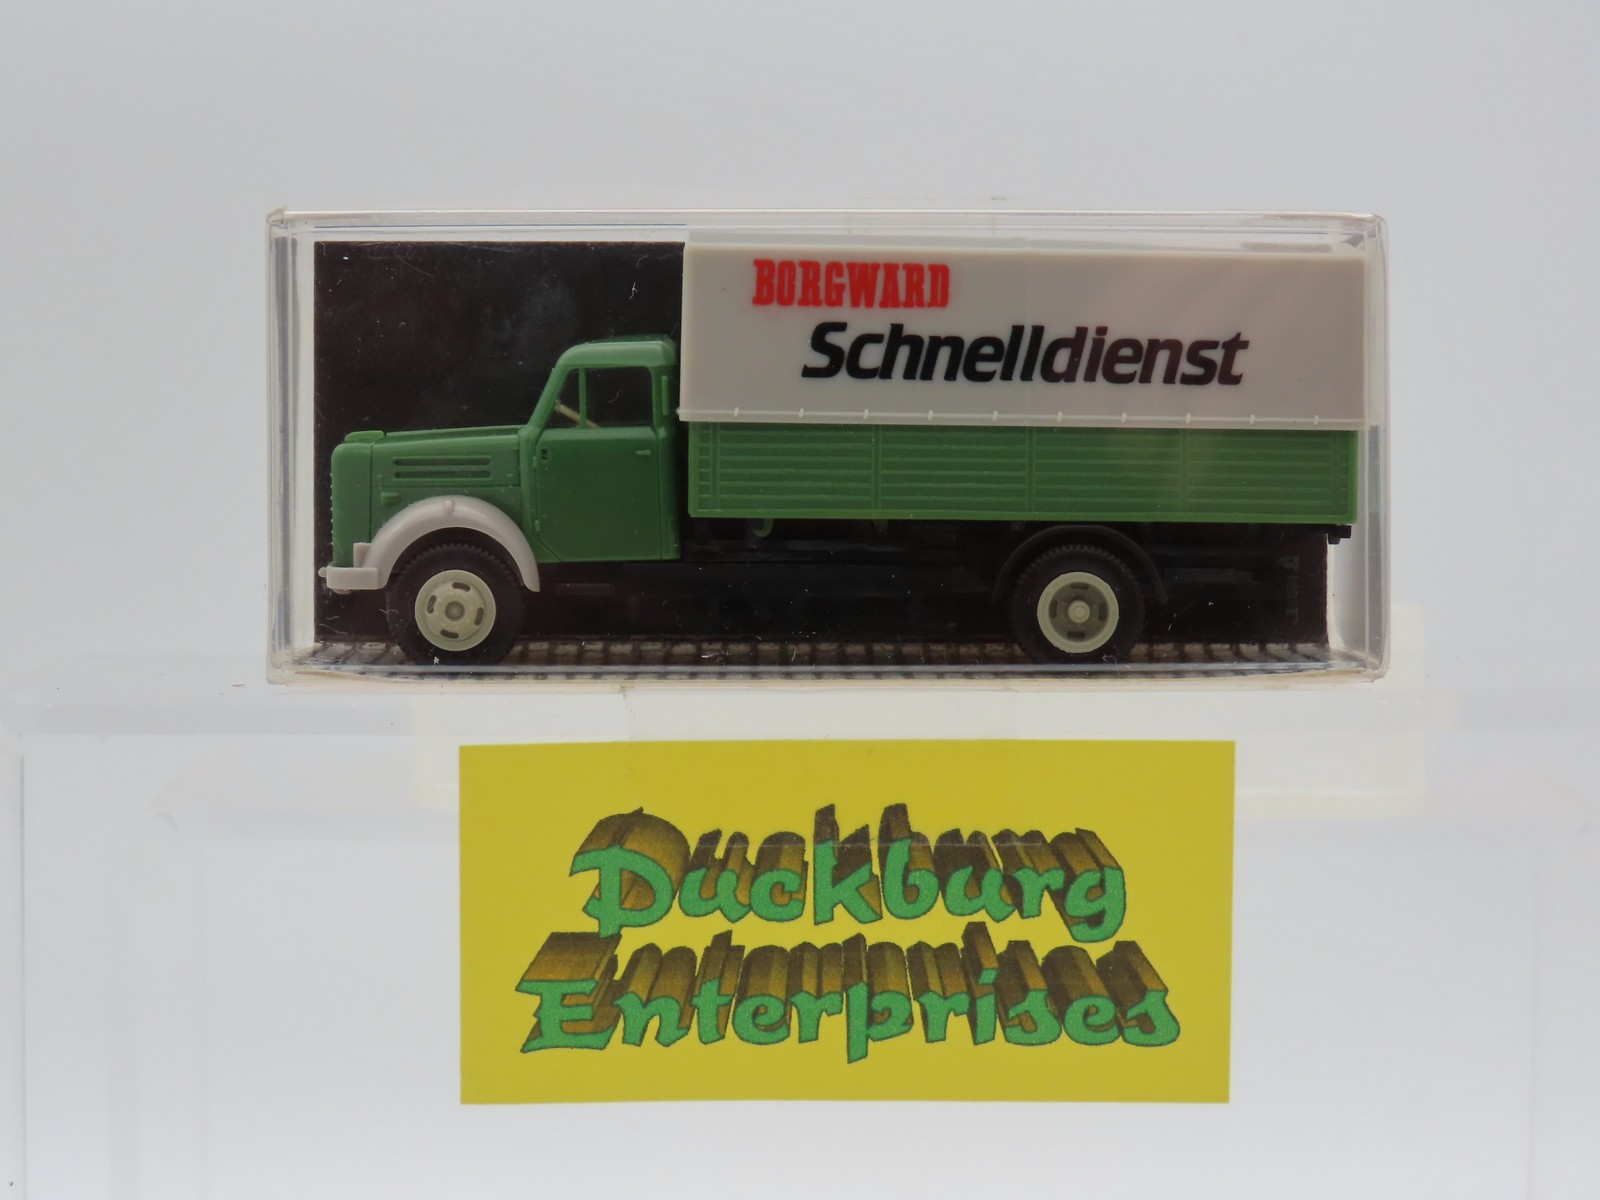 BORGWARD
Schnelldienst
Duckburg
Enterprises